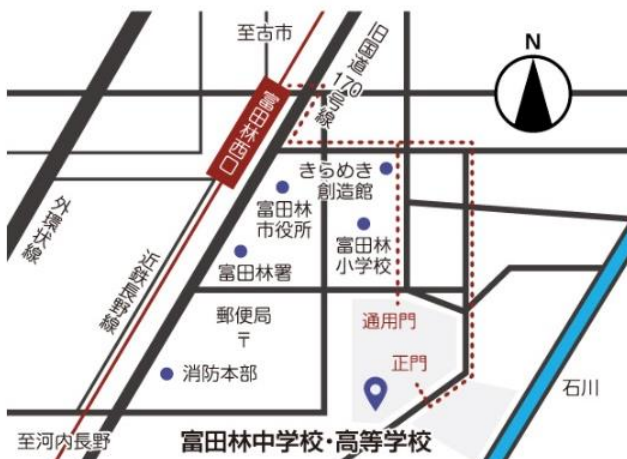 至古市
旧国道170号線
N
富田林西口
きらめき
創造館
富田林
市役所
富田林
小学校
外環状線
近鉄長野線
富田林署
郵便局
〒
通用門
正門
消防本部
石川
至河内長野
富田林中学校・高等学校